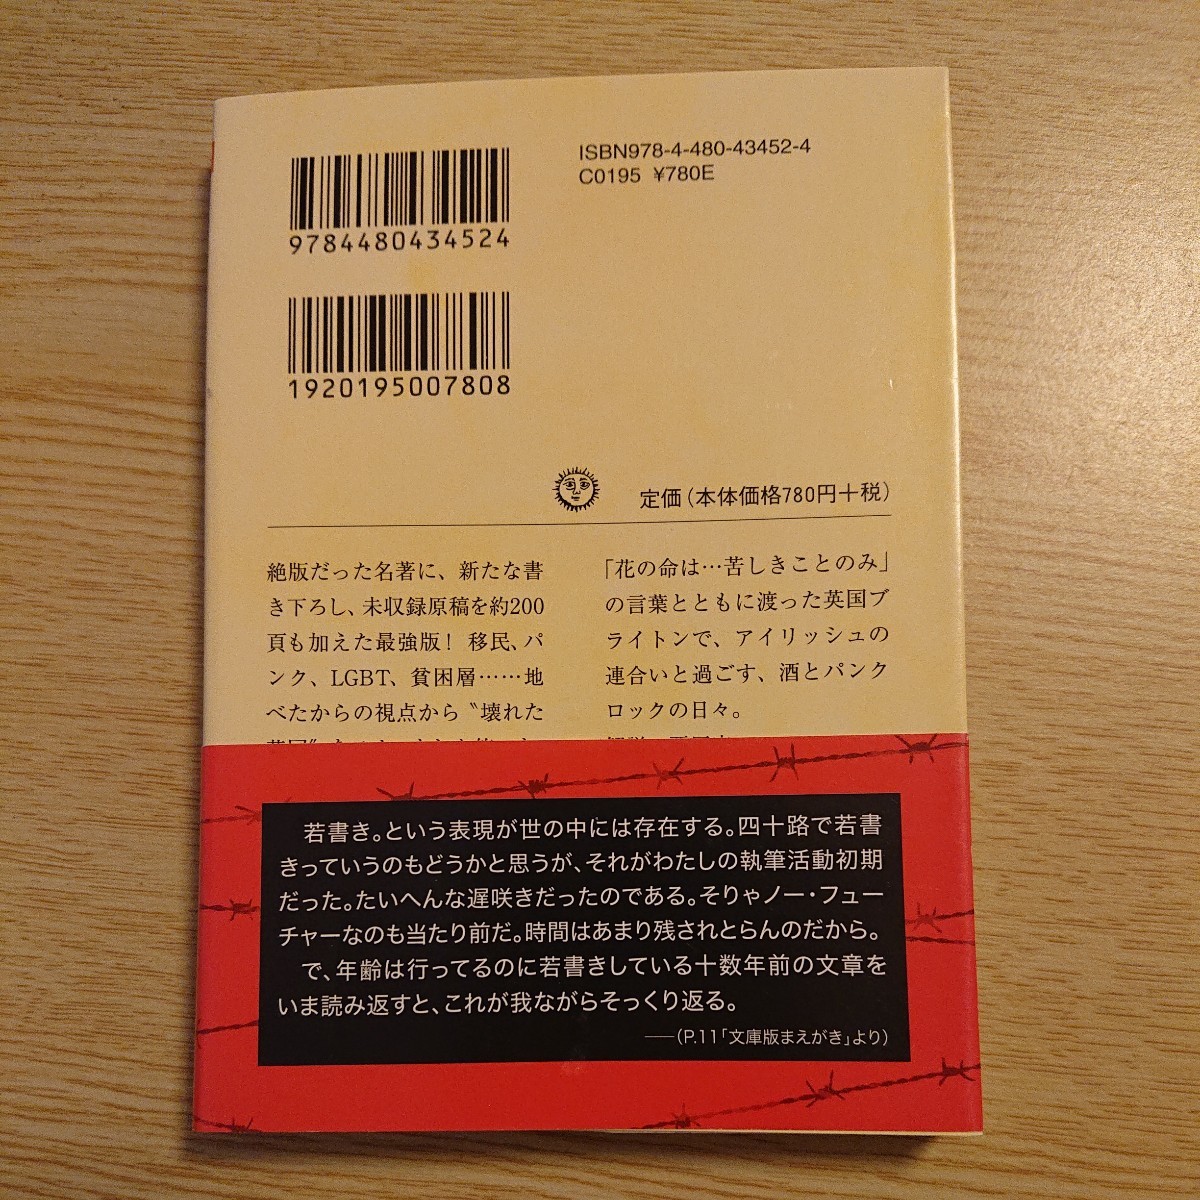 ISBN978-4-480-43452-4
C0195 ¥780E
9784480434524
1920195007808
定価(本体価格780円+税)
「花の命は…苦しきことのみ」
の言葉とともに渡った英国ブ
ライトンで、アイリッシュの
連合いと過ごす、酒とパンク
ロックの日々。
絶版だった名著に、新たな書
き下ろし、未収録原稿を約200
頁も加えた最強版! 移民、パ
ンク、LGBT、貧困層……地
べたからの視点から〝壊れた
若書き。という表現が世の中には存在する。四十路で若書
きっていうのもどうかと思うが、それがわたしの執筆活動初期
だった。たいへんな遅咲きだったのである。そりゃノー・フュー
チャーなのも当たり前だ。時間はあまり残されとらんのだから。
で、年齢は行ってるのに若書きしている十数年前の文章を
いま読み返すと、これが我ながらそっくり返る。
――(P.11「文庫版まえがき」より)